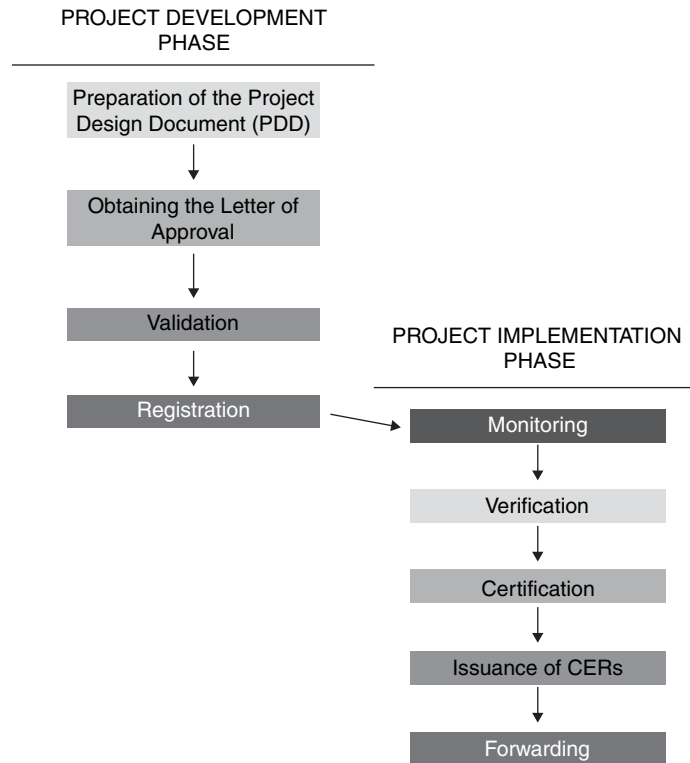 PROJECT DEVELOPMENT
PHASE
Preparation of the Project
Design Document (PDD)
Obtaining the Letter of
Approval
Validation
Registration
PROJECT IMPLEMENTATION
PHASE
Monitoring
Verification
Certification
Issuance of CERs
Forwarding